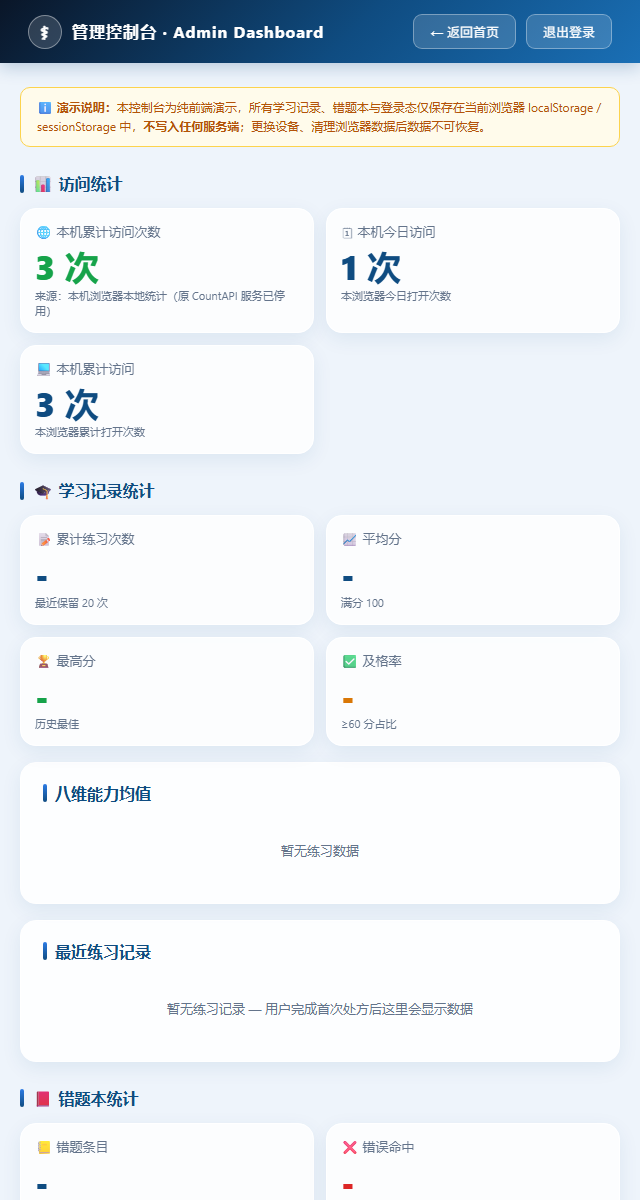 管理控制台 · Admin Dashboard
← 返回首页
退出登录
演示说明：本控制台为纯前端演示，所有学习记录、错题本与登录态仅保存在当前浏览器 localStorage /
sessionStorage 中，不写入任何服务端；更换设备、清理浏览器数据后数据不可恢复。
访问统计
本机累计访问次数
3 次
来源：本机浏览器本地统计（原 CountAPI 服务已停
用）
本机今日访问
1 次
本浏览器今日打开次数
本机累计访问
3 次
本浏览器累计打开次数
学习记录统计
累计练习次数
-
最近保留 20 次
平均分
-
满分 100
最高分
-
历史最佳
及格率
-
≥60 分占比
八维能力均值
暂无练习数据
最近练习记录
暂无练习记录 — 用户完成首次处方后这里会显示数据
错题本统计
错题条目
-
错误命中
-